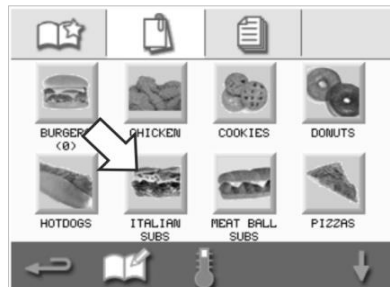 BURGERS CHICKEN COOKIES DONUTS
(0)
HOTDOGS ITALIAN SUBS MEAT BALL SUBS PIZZAS